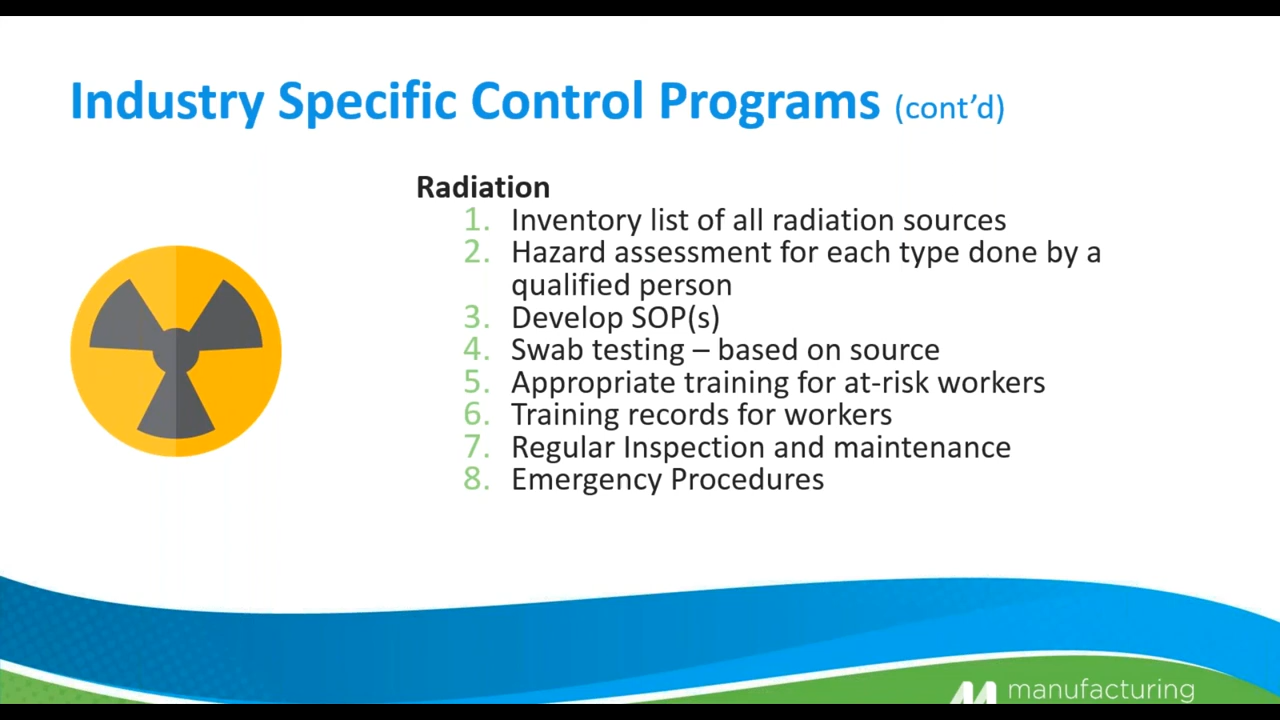 Industry Specific Control Programs (cont’d)
Radiation
1. Inventory list of all radiation sources
2. Hazard assessment for each type done by a
qualified person
3. Develop SOP(s)
4. Swab testing – based on source
5. Appropriate training for at-risk workers
6. Training records for workers
7. Regular Inspection and maintenance
8. Emergency Procedures
manufacturing